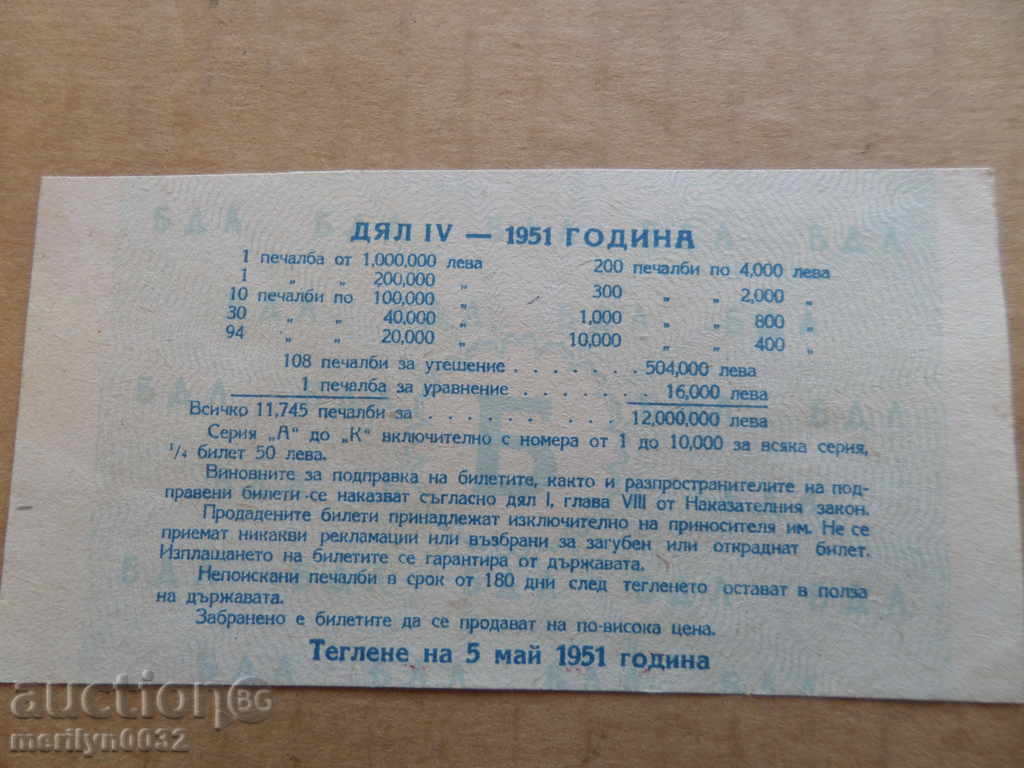 ДЯЛ IV — 1951 ГОДИНА
1 печалба от 1,000,000 лева
1 „ „ 200,000 „
10 печалби по 100,000 „
30 „ „ 40,000 „
94 „ „ 20,000 „
200 печалби по 4,000 лева
300 „ „ 2,000 „
1,000 „ „ 800 „
10,000 „ „ 400 „
108 печалби за утешение . . . . . . . 504,000 лева
1 печалба за уравнение . . . . . . . 16,000 лева
Всичко 11,745 печалби за . . . . . . . 12,000,000 лева
Серия „А" до „К" включително с номера от 1 до 10,000 за всяка серия,
¼ билет 50 лева.
Виновните за подправка на билетите, както и разпространителите на под-
правени билети се наказват съгласно дял I, глава VIII от Наказателния закон.
Продадените билети принадлежат изключително на приносителя им. Не се
приемат никакви рекламации или възбрани за загубен или откраднат билет.
Изплащането на билетите се гарантира от държавата.
Непоискани печалби в срок от 180 дни след тегленето остават в полза
на държавата.
Забранено е билетите да се продават на по-висока цена.
Теглене на 5 май 1951 година
БДА БДА БДА БДА
auction BG
merilyn0032